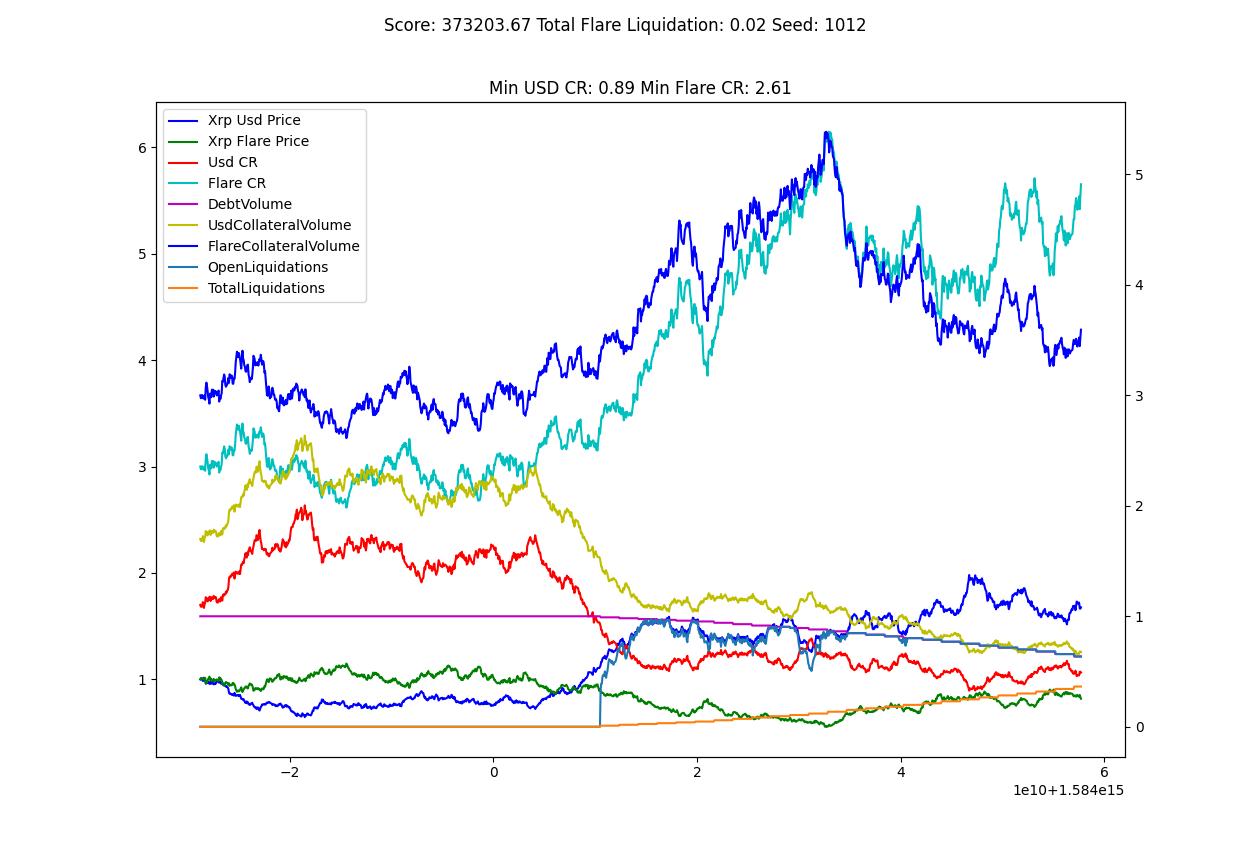 Score: 373203.67 Total Flare Liquidation: 0.02 Seed: 1012
Min USD CR: 0.89 Min Flare CR: 2.61
Xrp Usd Price
Xrp Flare Price
Usd CR
Flare CR
DebtVolume
UsdCollateralVolume
FlareCollateralVolume
OpenLiquidations
TotalLiquidations
6
5
4
3
2
1
5
4
3
2
1
0
−2
0
2
4
6
1e10+1.584e15